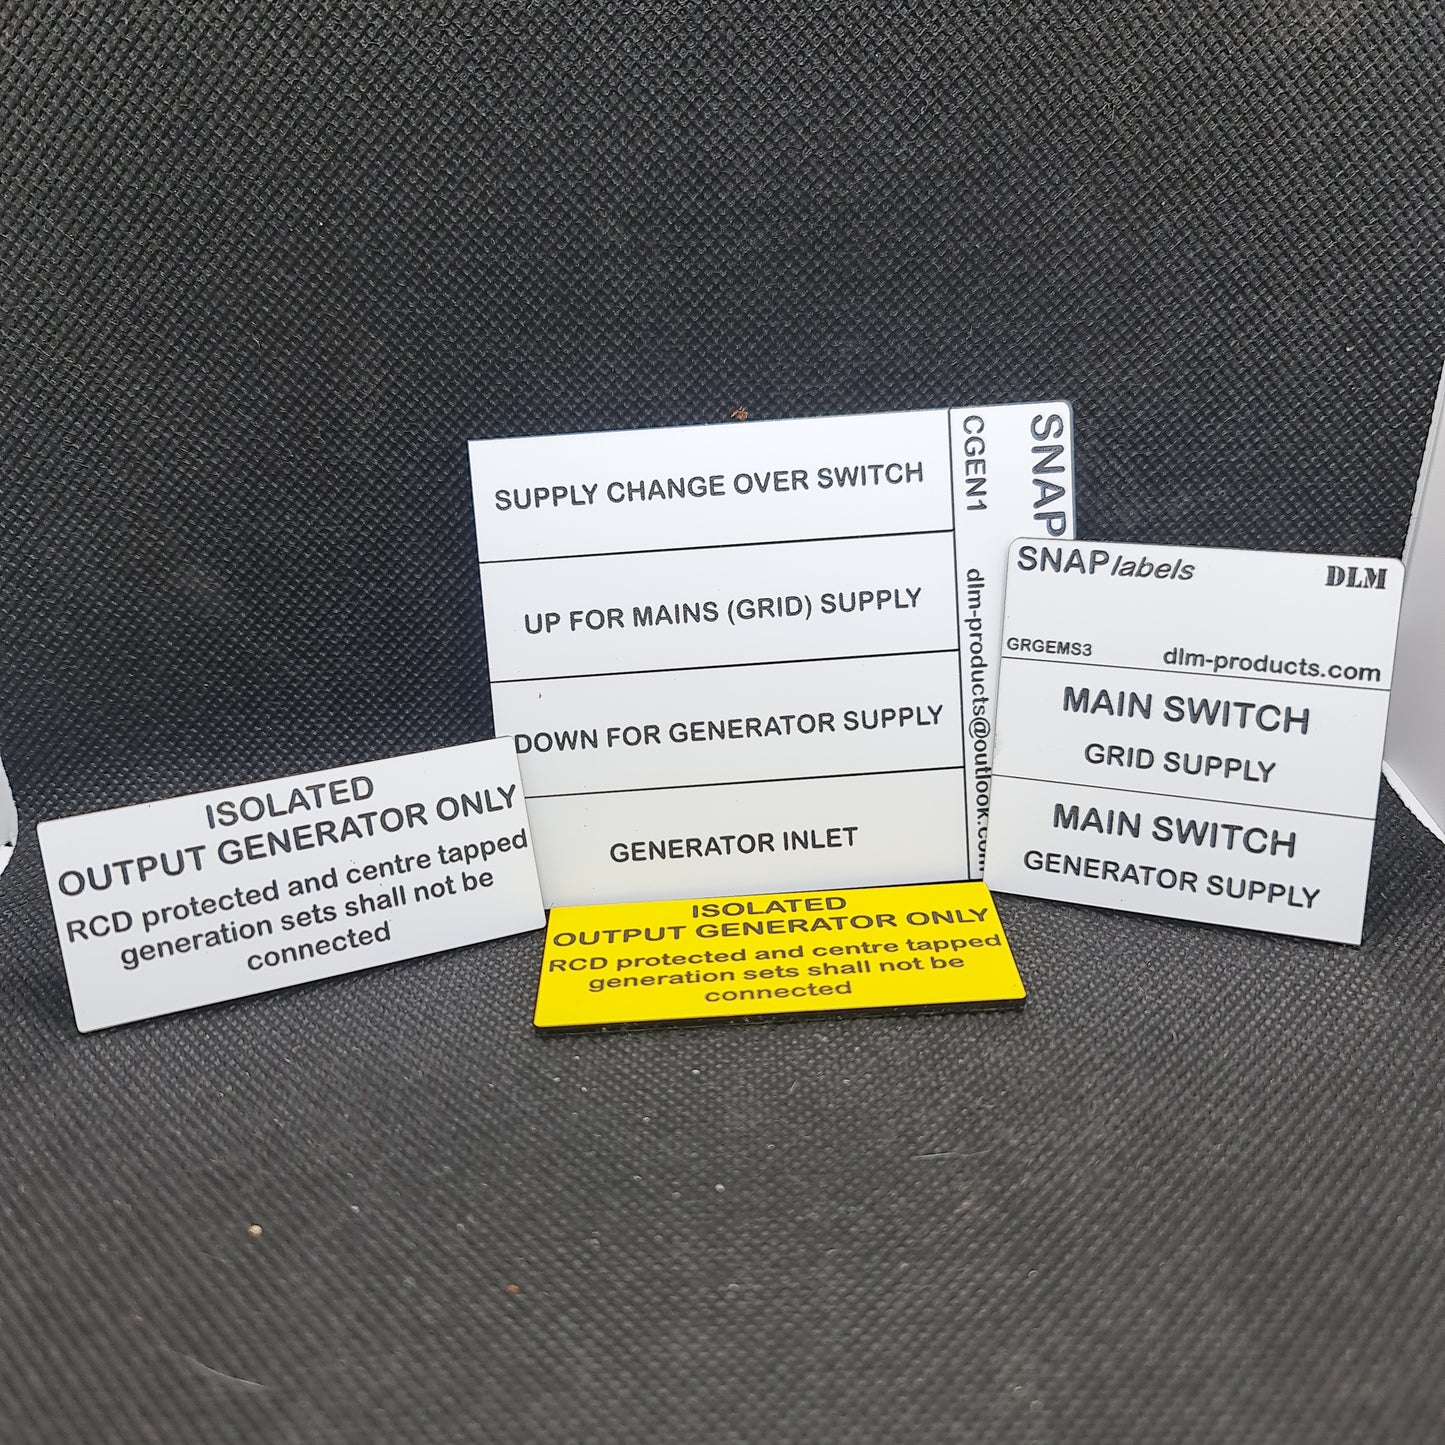 SUPPLY CHANGE OVER SWITCH
UP FOR MAINS (GRID) SUPPLY
DOWN FOR GENERATOR SUPPLY
GENERATOR INLET
SNAP
CGEN1
dlm-products@outlook.com
SNAPlabels
DLM
GRGEMS3
dlm-products.com
MAIN SWITCH
GRID SUPPLY
MAIN SWITCH
GENERATOR SUPPLY
ISOLATED
OUTPUT GENERATOR ONLY
RCD protected and centre tapped
generation sets shall not be
connected
ISOLATED
OUTPUT GENERATOR ONLY
RCD protected and centre tapped
generation sets shall not be
connected